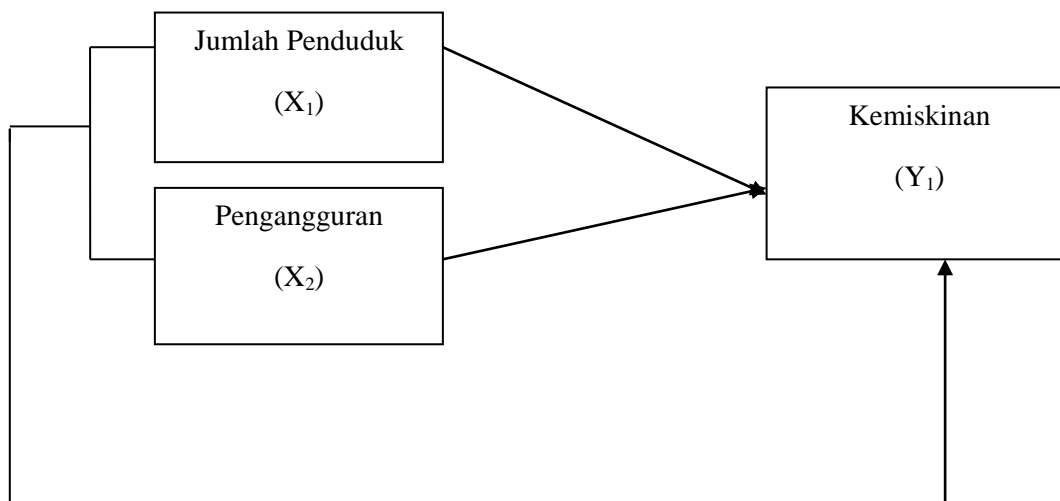 Jumlah Penduduk
(X₁)
Pengangguran
(X₂)
Kemiskinan
(Y₁)